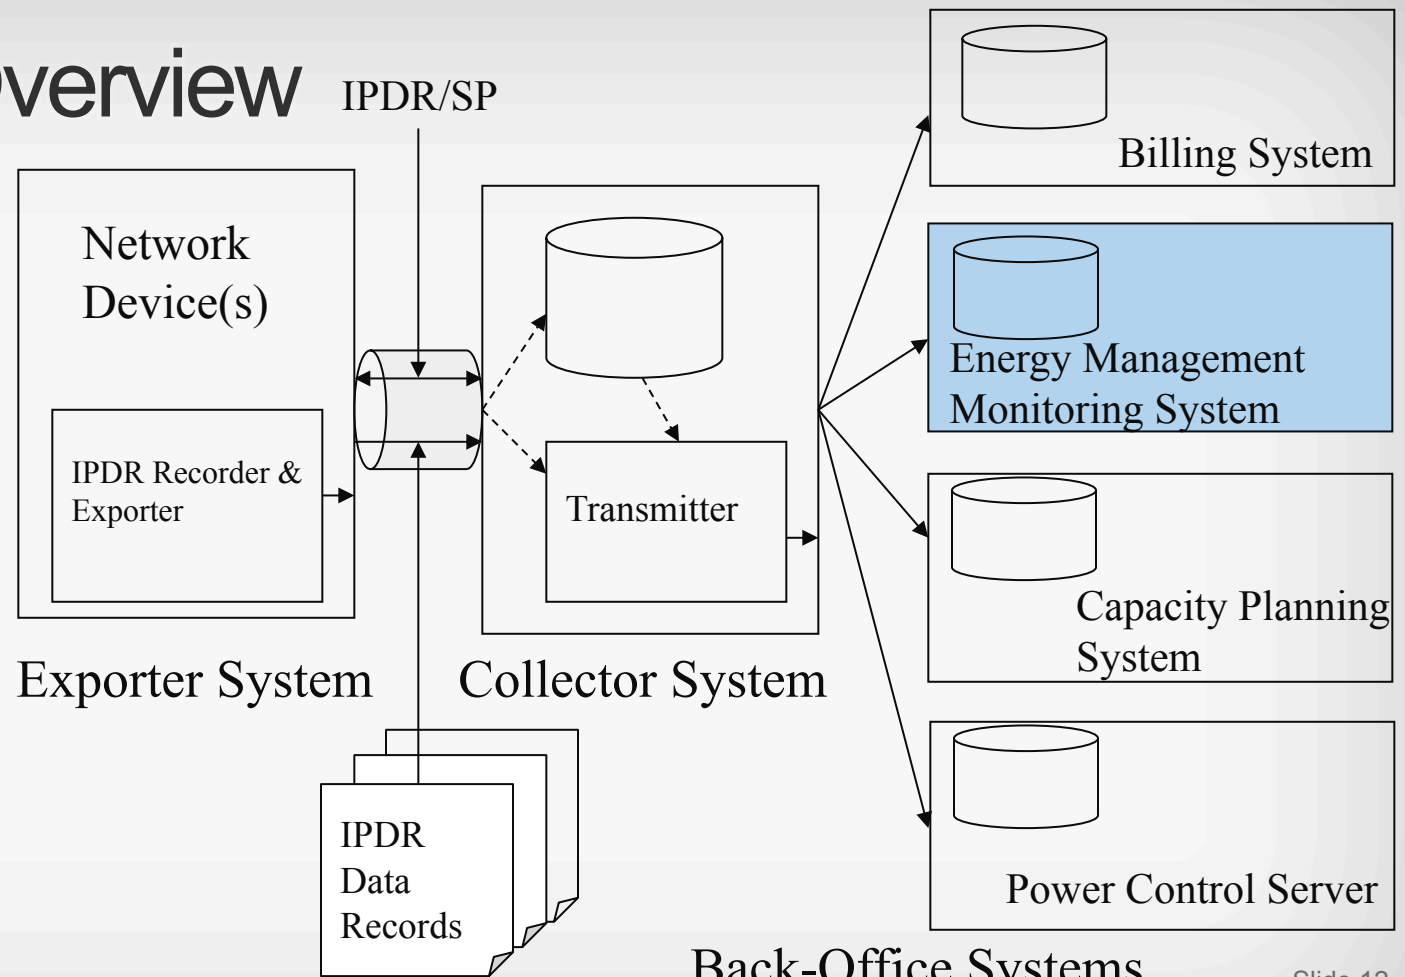 verview
IPDR/SP
Network
Device(s)
IPDR Recorder &
Exporter
Exporter System
Transmitter
Collector System
IPDR
Data
Records
Billing System
Energy Management
Monitoring System
Capacity Planning
System
Power Control Server
Back-Office Systems